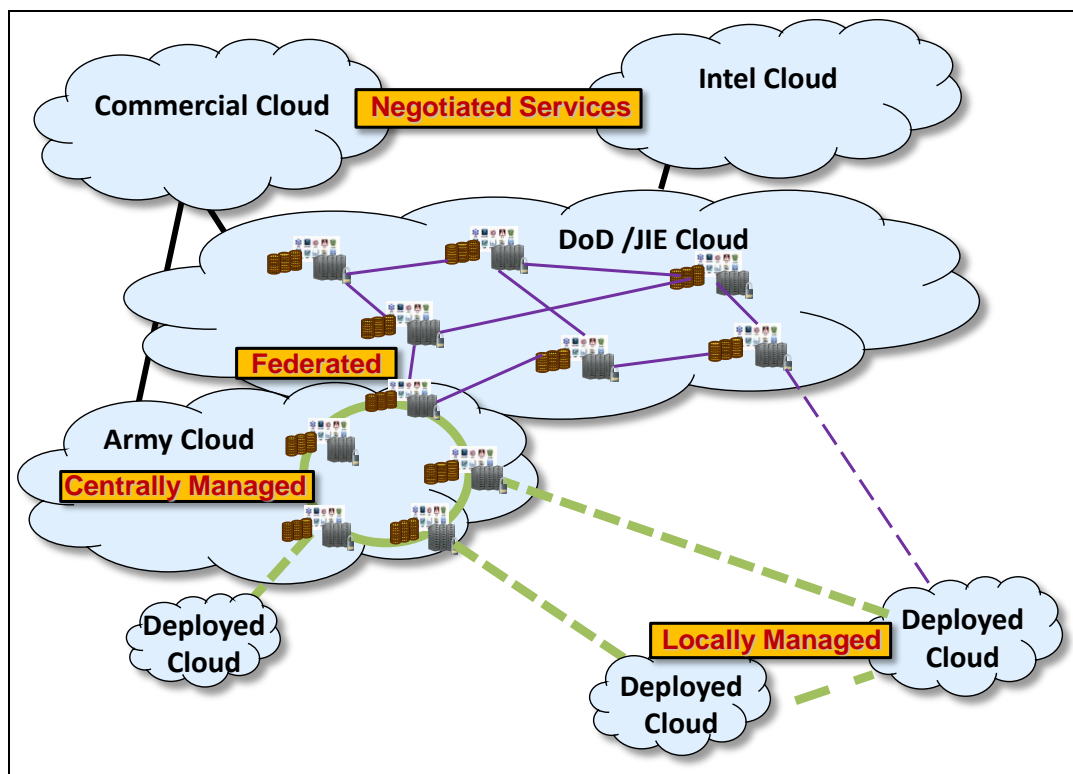 Commercial Cloud
Negotiated Services
Intel Cloud
DoD /JIE Cloud
Federated
Army Cloud
Centrally Managed
Deployed
Cloud
Locally Managed
Deployed
Cloud
Deployed
Cloud